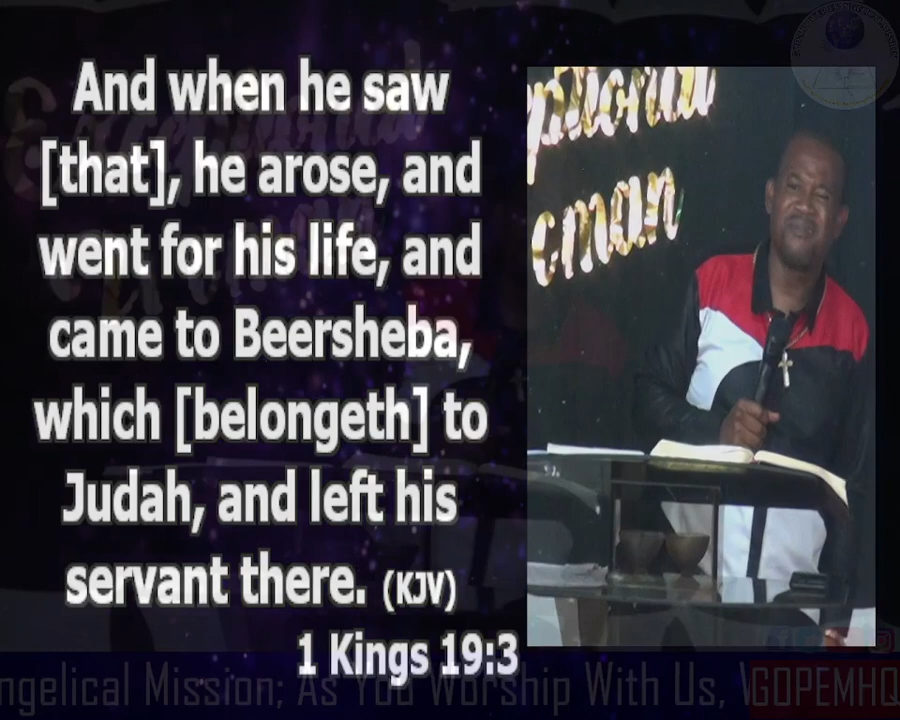 And when he saw
[that], he arose, and
went for his life, and
came to Beersheba,
which [belongeth] to
Judah, and left his
servant there. (KJV)
1 Kings 19:3
cman
ngelical Mission; As You Worship With Us,
GOPEMHQ